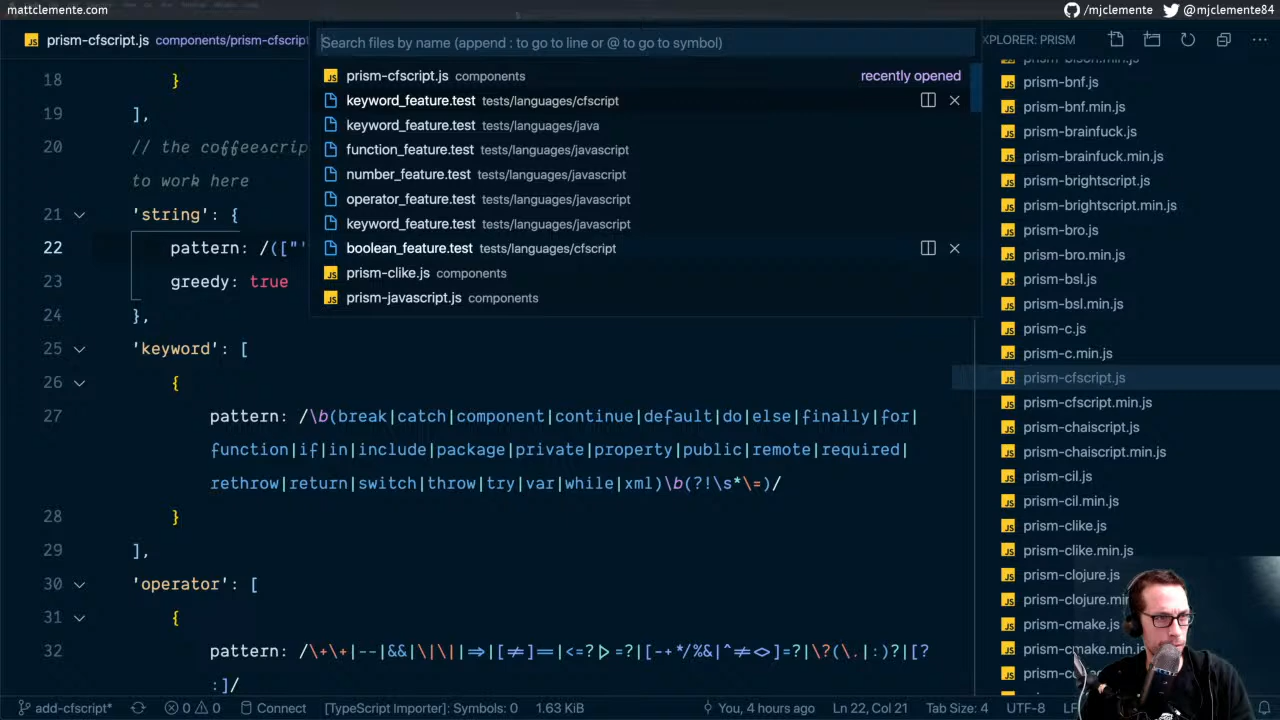 mattclemente.com
/mjclemente @mjclemente84
prism-cfscript.js components/prism-cfscript
Search files by name (append : to go to line or @ to go to symbol)
XPLORER: PRISM
prism-cfscript.js components recently opened
keyword_feature.test tests/languages/cfscript
keyword_feature.test tests/languages/java
function_feature.test tests/languages/javascript
number_feature.test tests/languages/javascript
operator_feature.test tests/languages/javascript
keyword_feature.test tests/languages/javascript
boolean_feature.test tests/languages/cfscript
prism-clike.js components
prism-javascript.js components
18 }
19 ],
20 // the coffeescrip
to work here
21 'string': {
22 pattern: /(["'
23 greedy: true
24 },
25 'keyword': [
26 {
27 pattern: /\b(break|catch|component|continue|default|do|else|finally|for|
function|if|in|include|package|private|property|public|remote|required|
rethrow|return|switch|throw|try|var|while|xml)\b(?!\s*\=)/
28 }
29 ],
30 'operator': [
31 {
32 pattern: /\+\+|--|&&|\|\||=>|[!=]==|<=?|>=?|[-+*/%&|^!=<>]=?|\?(\.|:)?|[?
:]/
prism-bison.min.js
prism-bnf.js
prism-bnf.min.js
prism-brainfuck.js
prism-brainfuck.min.js
prism-brightscript.js
prism-brightscript.min.js
prism-bro.js
prism-bro.min.js
prism-bsl.js
prism-bsl.min.js
prism-c.js
prism-c.min.js
prism-cfscript.js
prism-cfscript.min.js
prism-chaiscript.js
prism-chaiscript.min.js
prism-cil.js
prism-cil.min.js
prism-clike.js
prism-clike.min.js
prism-clojure.js
prism-clojure.min
prism-cmake.js
prism-cmake.min.js
add-cfscript* 0 0 Connect [TypeScript Importer]: Symbols: 0 1.63 KiB You, 4 hours ago Ln 22, Col 21 Tab Size: 4 UTF-8 LF